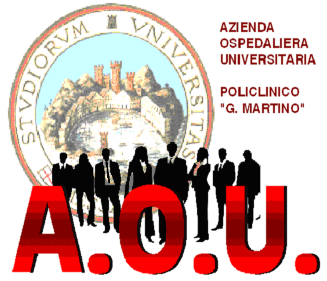 STVDIORVM VNIVERSITAS
AZIENDA
OSPEDALIERA
UNIVERSITARIA
POLICLINICO
"G. MARTINO"
A.O.U.